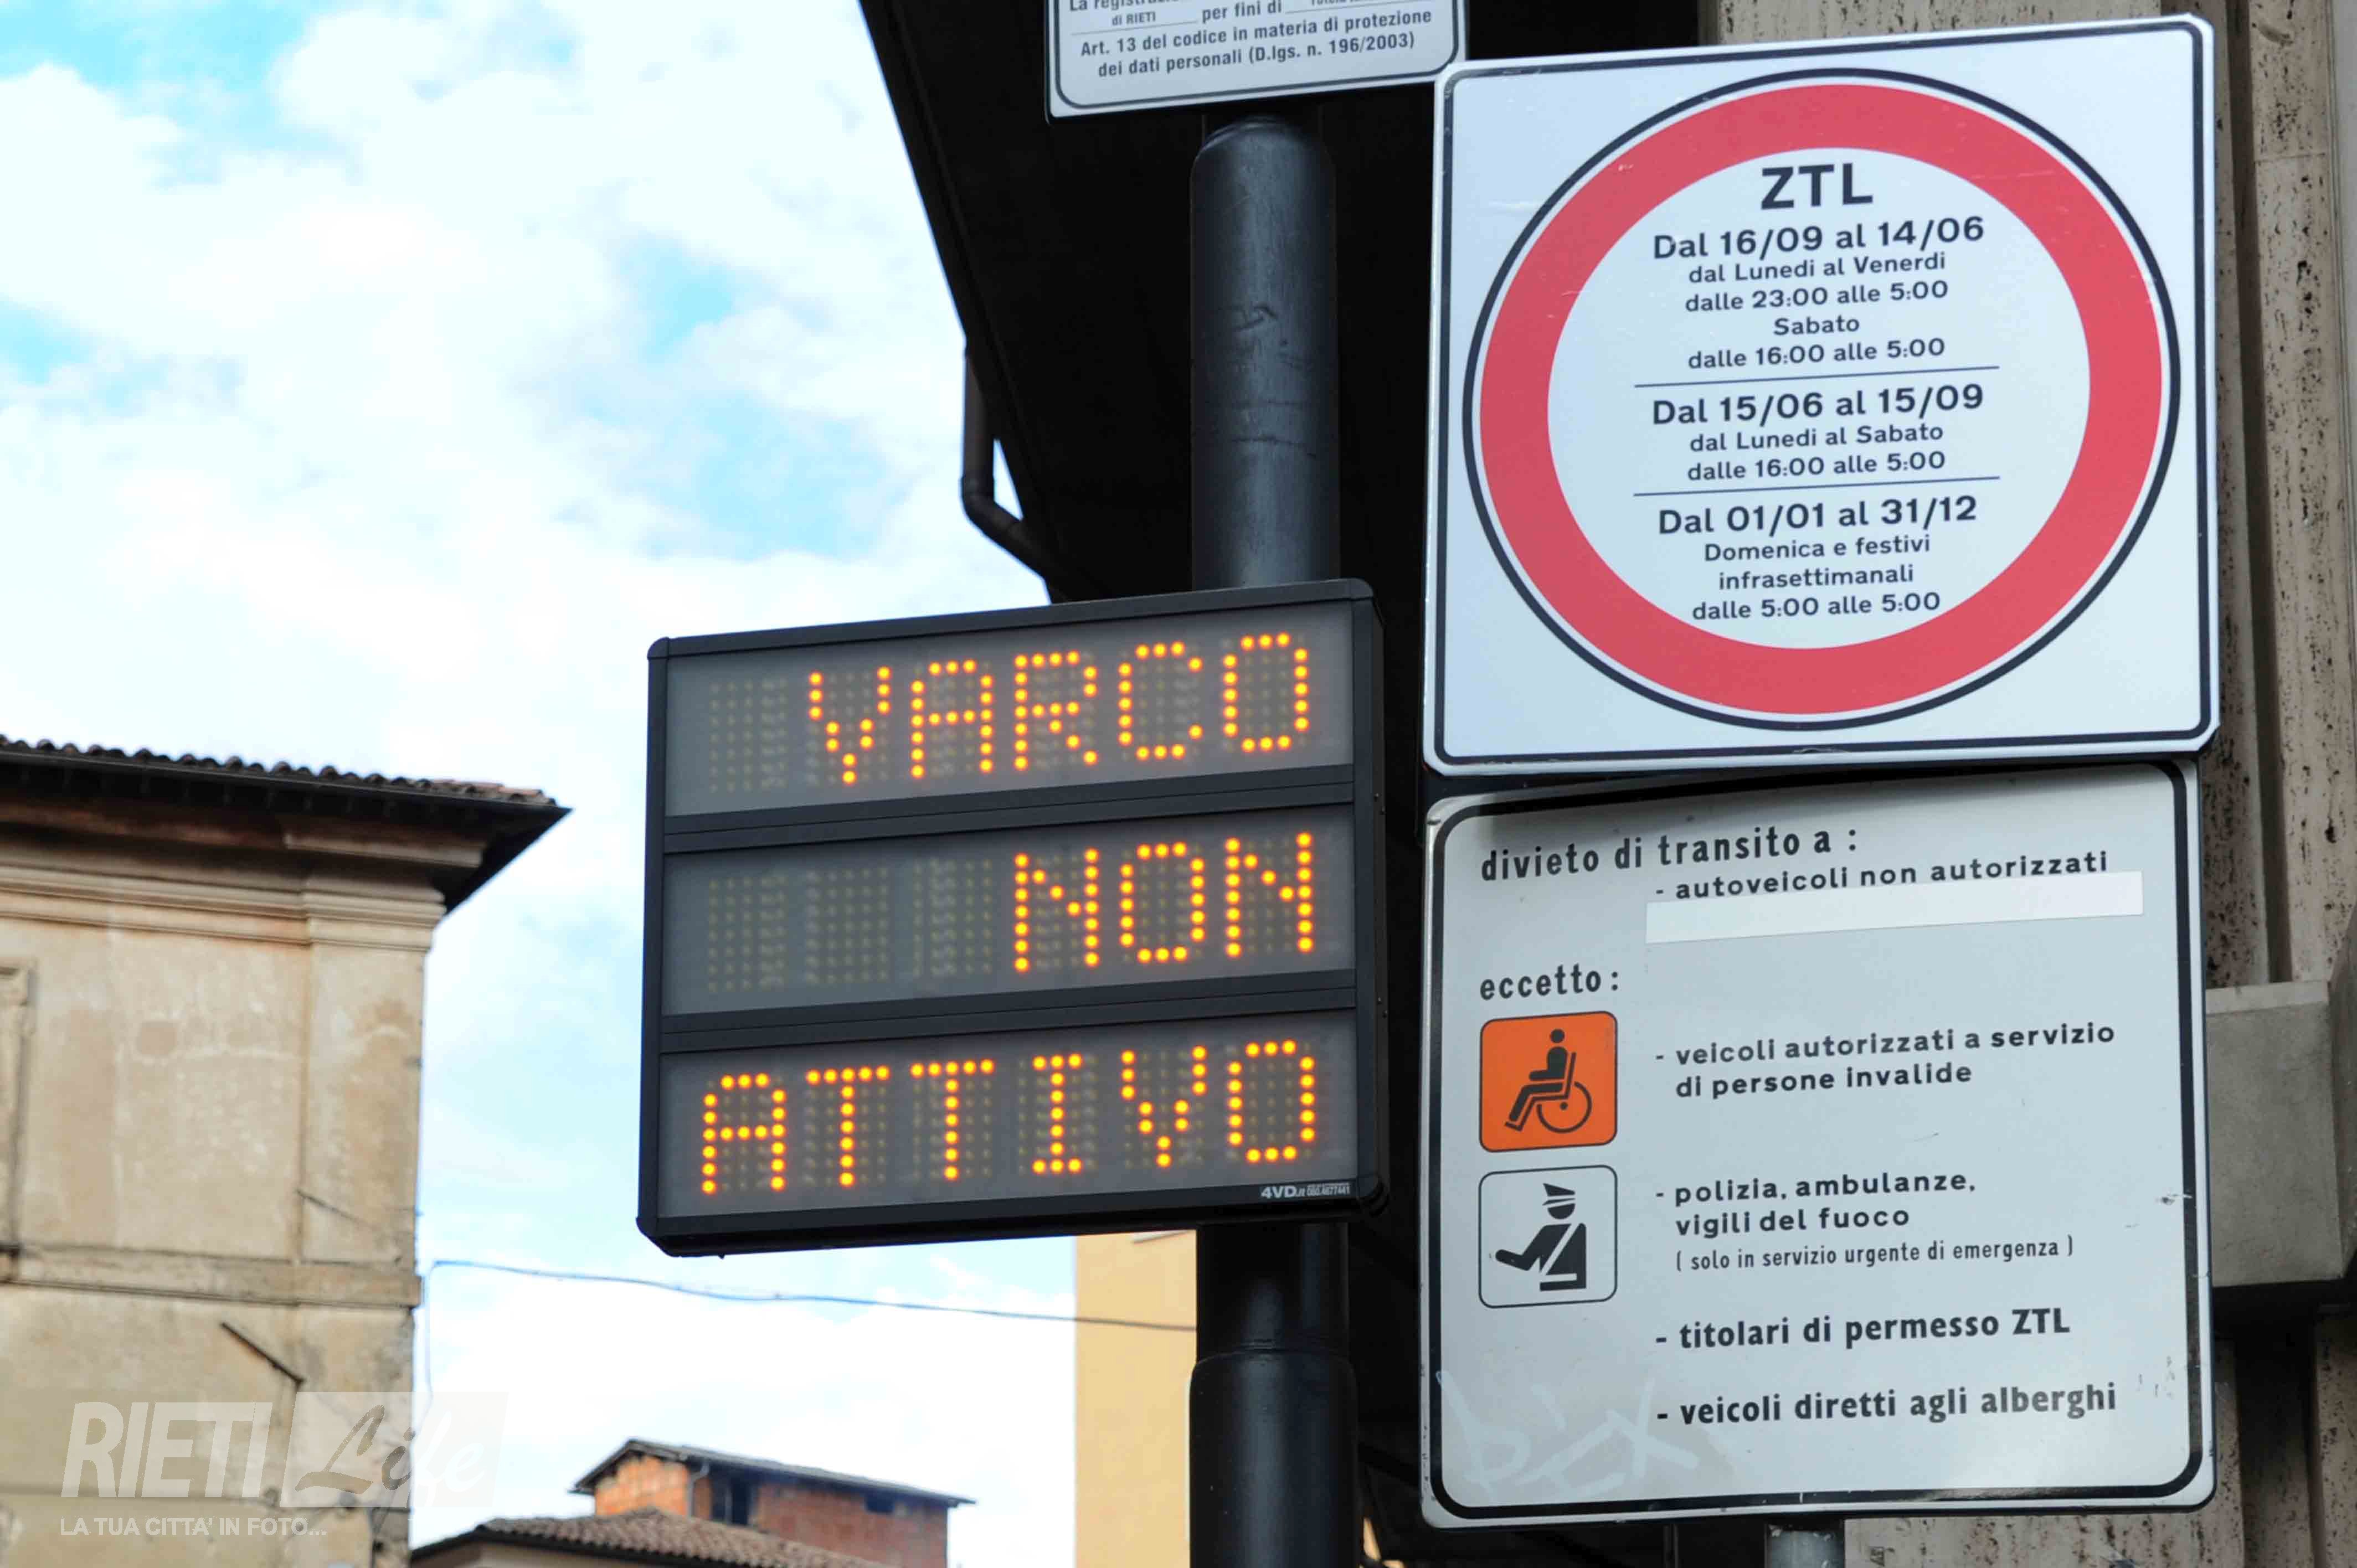 di RIETI per fini di
Art. 13 del codice in materia di protezione
dei dati personali (D.lgs. n. 196/2003)
ZTL
Dal 16/09 al 14/06
dal Lunedi al Venerdi
dalle 23:00 alle 5:00
Sabato
dalle 16:00 alle 5:00
Dal 15/06 al 15/09
dal Lunedi al Sabato
dalle 16:00 alle 5:00
Dal 01/01 al 31/12
Domenica e festivi
infrasettimanali
dalle 5:00 alle 5:00
VARCO
NON
ATTIVO
4VD.it 080.4677441
divieto di transito a :
- autoveicoli non autorizzati
eccetto :
- veicoli autorizzati a servizio
di persone invalide
- polizia, ambulanze,
vigili del fuoco
( solo in servizio urgente di emergenza )
- titolari di permesso ZTL
- veicoli diretti agli alberghi
RIETI Life
LA TUA CITTA' IN FOTO...